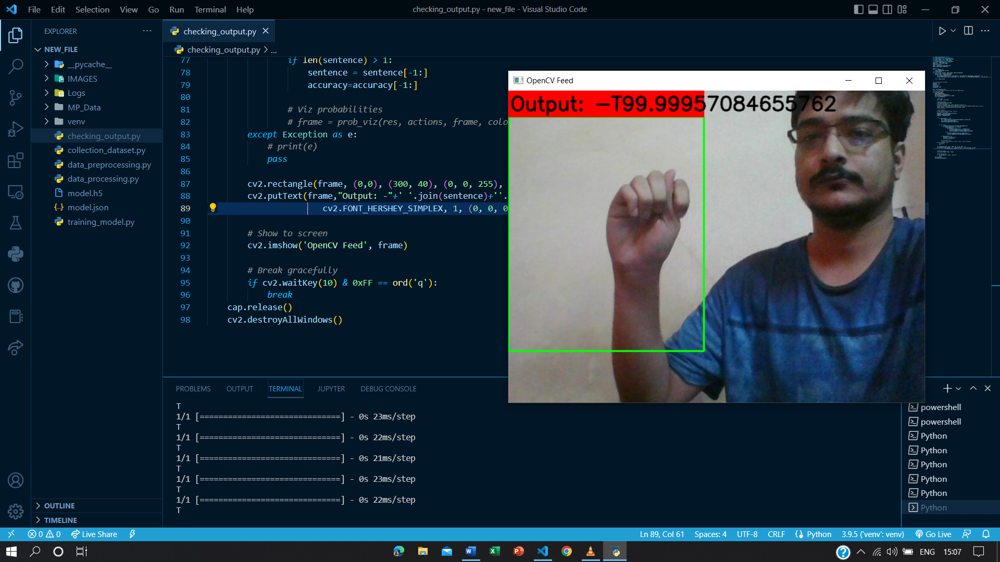 File Edit Selection View Go Run Terminal Help
checking_output.py - new_file - Visual Studio Code
EXPLORER
NEW_FILE
__pycache__
IMAGES
Logs
MP_Data
venv
checking_output.py
collection_dataset.py
data_preprocessing.py
data_processing.py
model.h5
model.json
training_model.py
OUTLINE
TIMELINE
checking_output.py
checking_output.py > ...
77 if len(sentence) > 1:
78 sentence = sentence[-1:]
79 accuracy=accuracy[-1:]
80
81 # Viz probabilities
82 # frame = prob_viz(res, actions, frame, colo
83 except Exception as e:
84 # print(e)
85 pass
86
87 cv2.rectangle(frame, (0,0), (300, 40), (0, 0, 255),
88 cv2.putText(frame,"Output: -"+' '.join(sentence)+''.
89 cv2.FONT_HERSHEY_SIMPLEX, 1, (0, 0, 0
90
91 # Show to screen
92 cv2.imshow('OpenCV Feed', frame)
93
94 # Break gracefully
95 if cv2.waitKey(10) & 0xFF == ord('q'):
96 break
97 cap.release()
98 cv2.destroyAllWindows()
OpenCV Feed
Output: -T99.99957084655762
PROBLEMS OUTPUT TERMINAL JUPYTER DEBUG CONSOLE
T
1/1 [==============================] - 0s 23ms/step
T
1/1 [==============================] - 0s 22ms/step
T
1/1 [==============================] - 0s 21ms/step
T
1/1 [==============================] - 0s 23ms/step
T
1/1 [==============================] - 0s 22ms/step
T
powershell
powershell
Python
Python
Python
Python
Python
Python
0 0 Live Share
Ln 89, Col 61 Spaces: 4 UTF-8 CRLF Python 3.9.5 ('venv': venv) Go Live
ENG 15:07